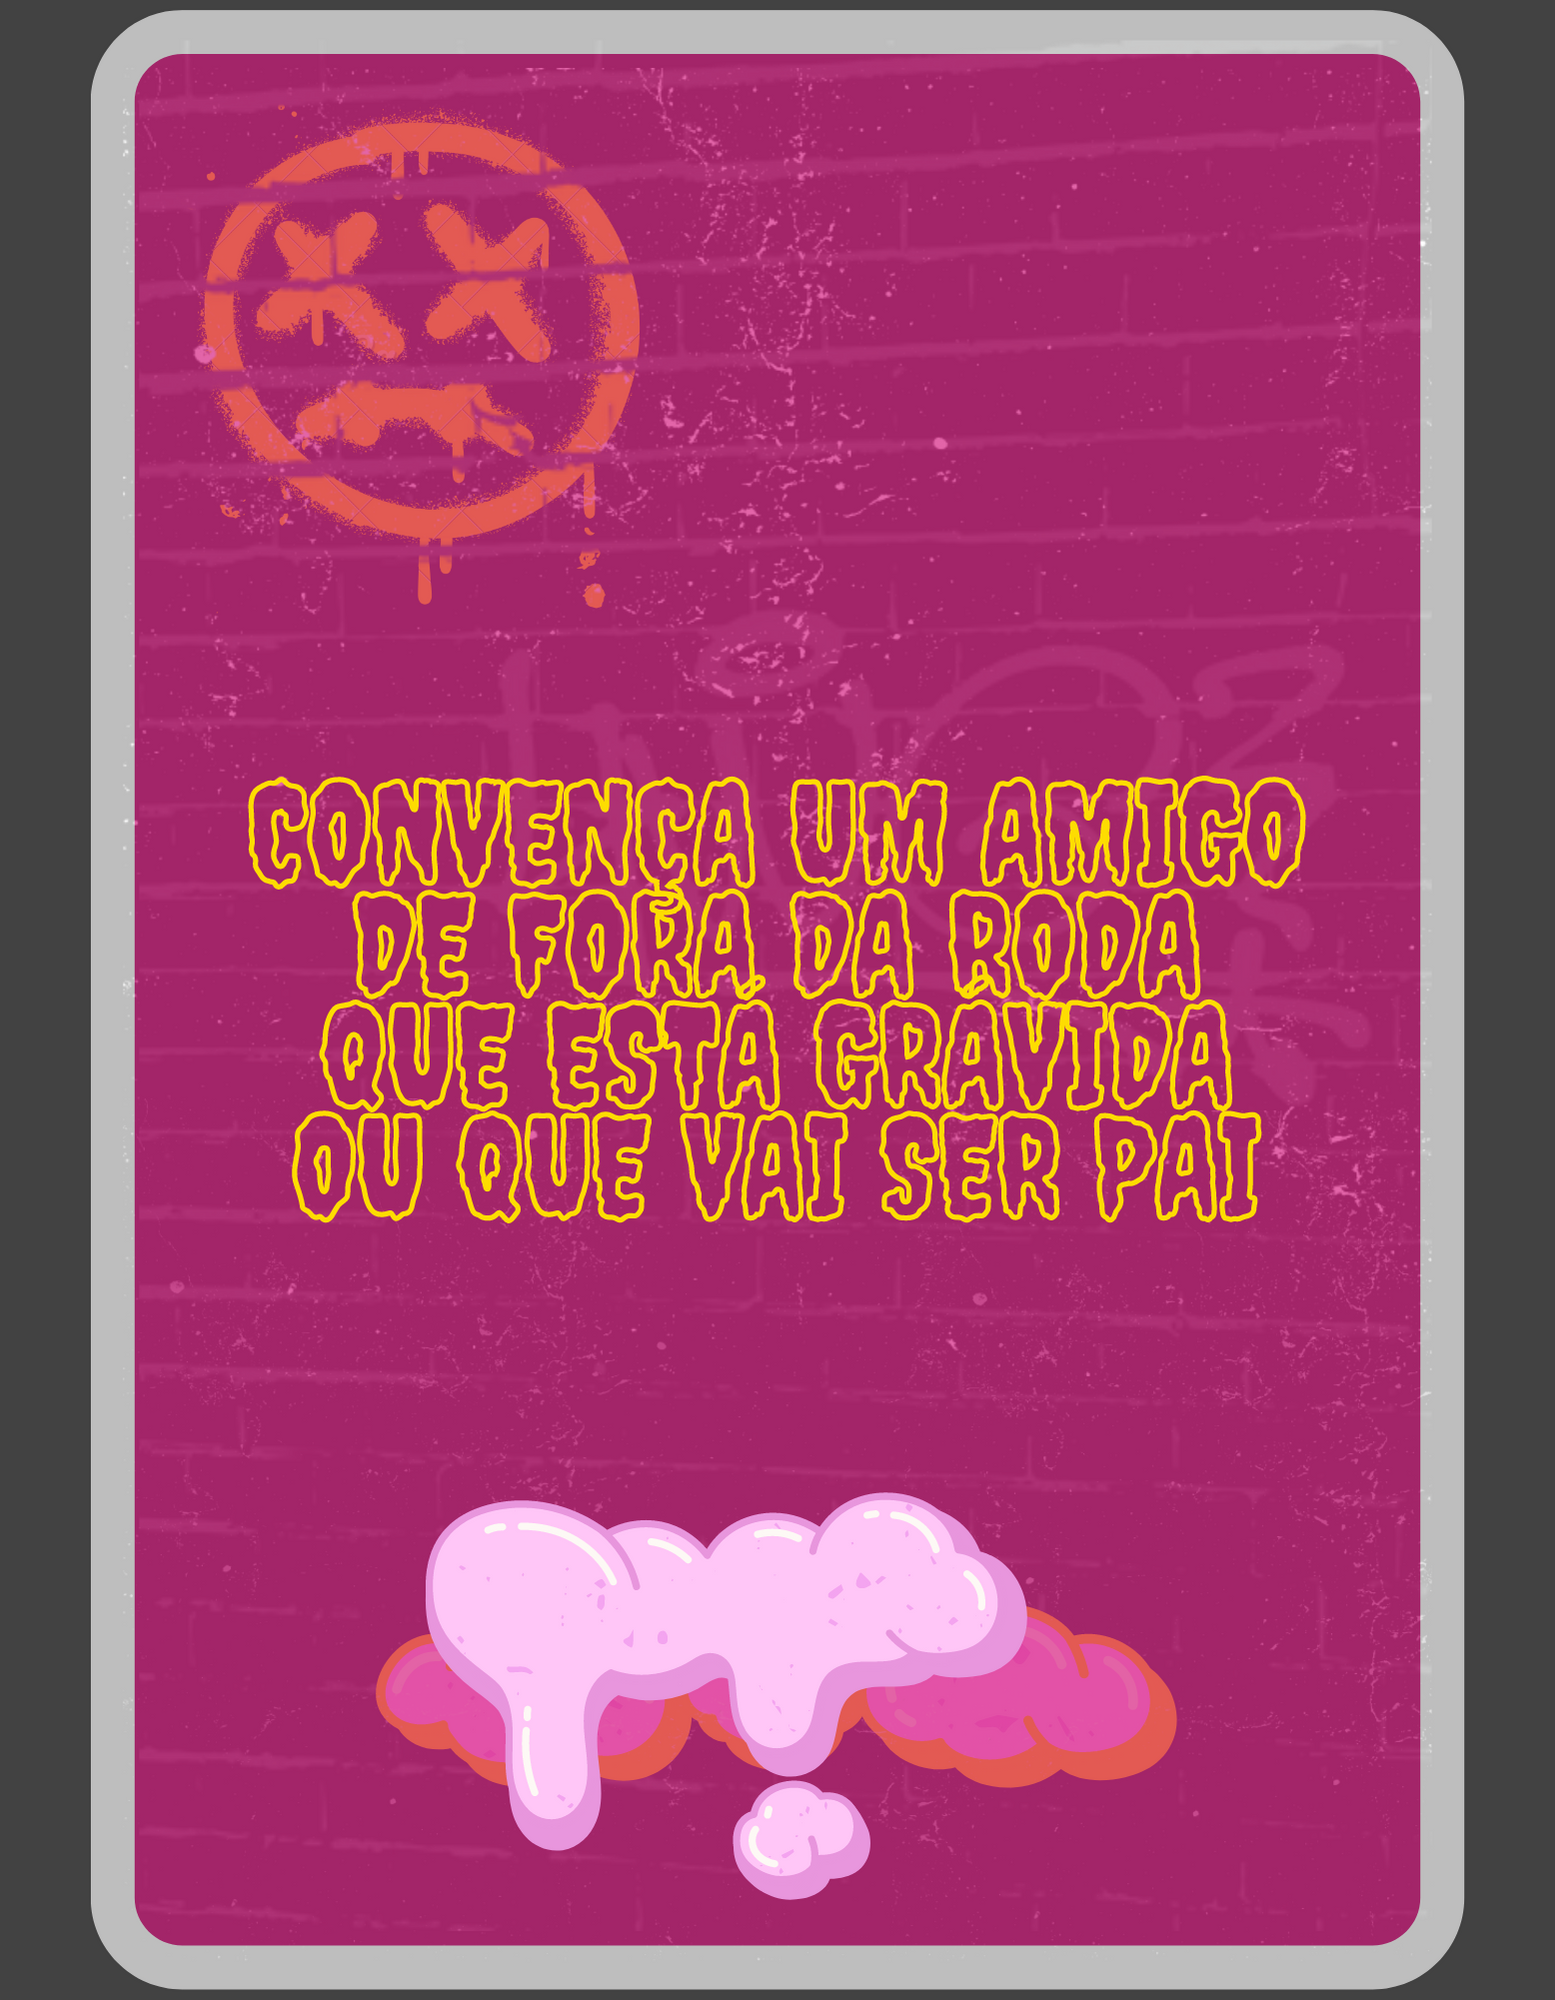 CONVENÇA UM AMIGO
DE FORA DA RODA
QUE ESTÁ GRÁVIDA
OU QUE VAI SER PAI